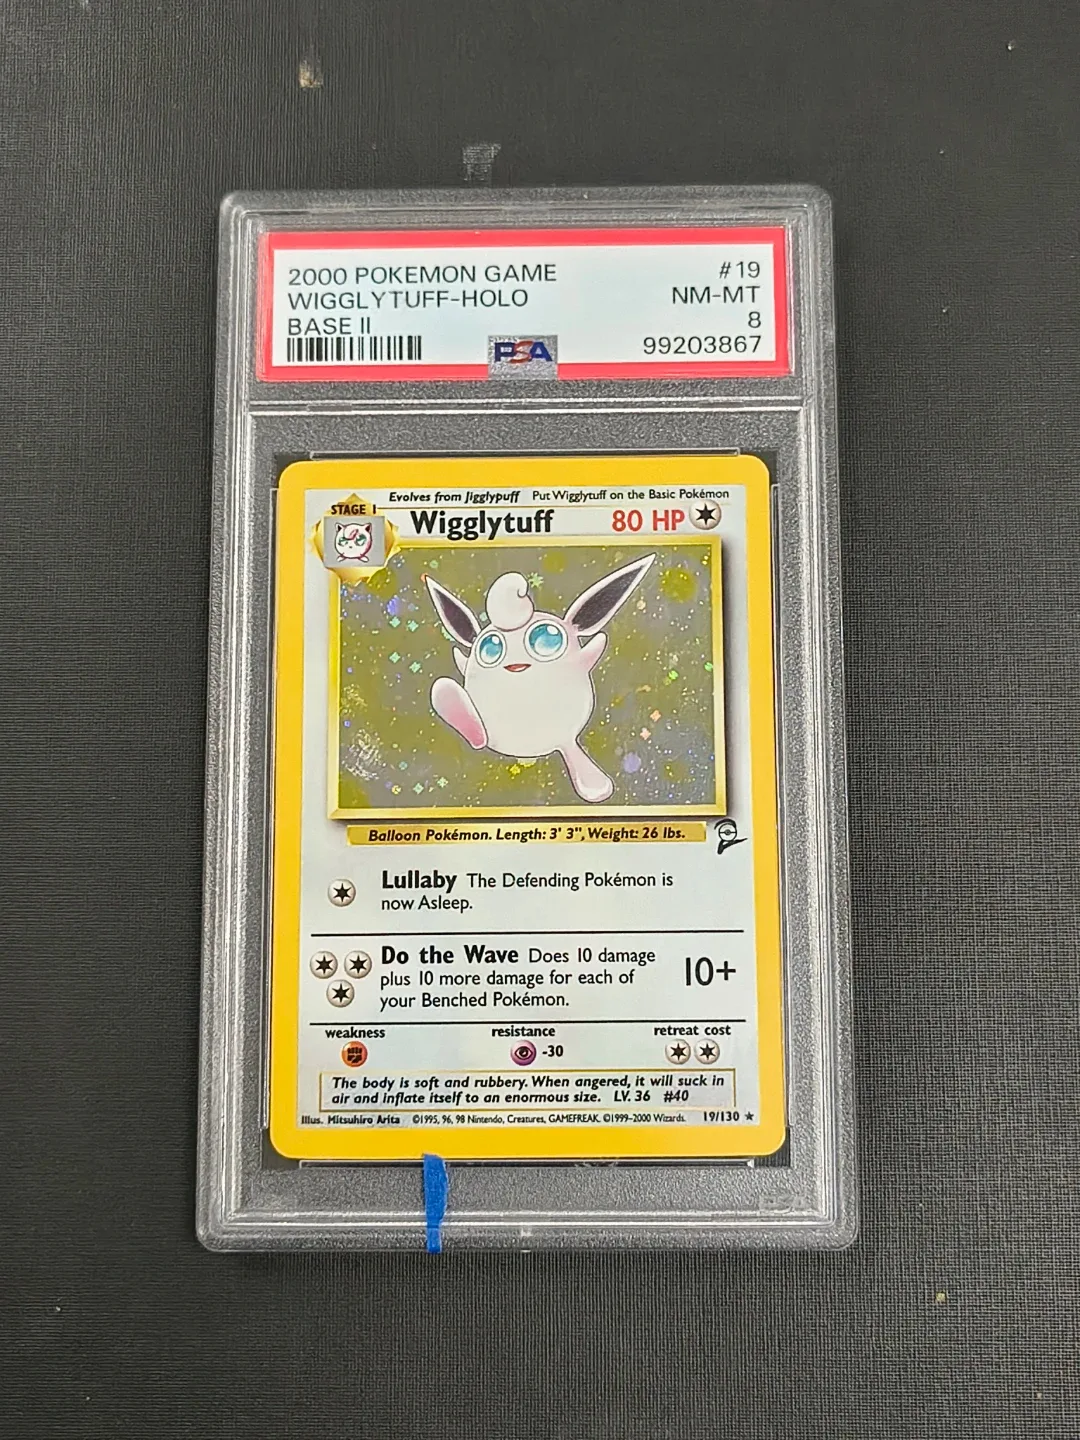 2000 POKEMON GAME #19
WIGGLYTUFF-HOLO NM-MT
BASE II 8
PSA 99203867
Evolves from Jigglypuff Put Wigglytuff on the Basic Pokémon
STAGE 1
Wigglytuff 80 HP
Balloon Pokémon. Length: 3' 3", Weight: 26 lbs.
Lullaby The Defending Pokémon is
now Asleep.
Do the Wave Does 10 damage
plus 10 more damage for each of
your Benched Pokémon.
10+
weakness resistance retreat cost
-30
The body is soft and rubbery. When angered, it will suck in
air and inflate itself to an enormous size. LV. 36 #40
Illus. Mitsuhiro Arita ©1995, 96, 98 Nintendo, Creatures, GAMEFREAK. ©1999-2000 Wizards. 19/130 ★